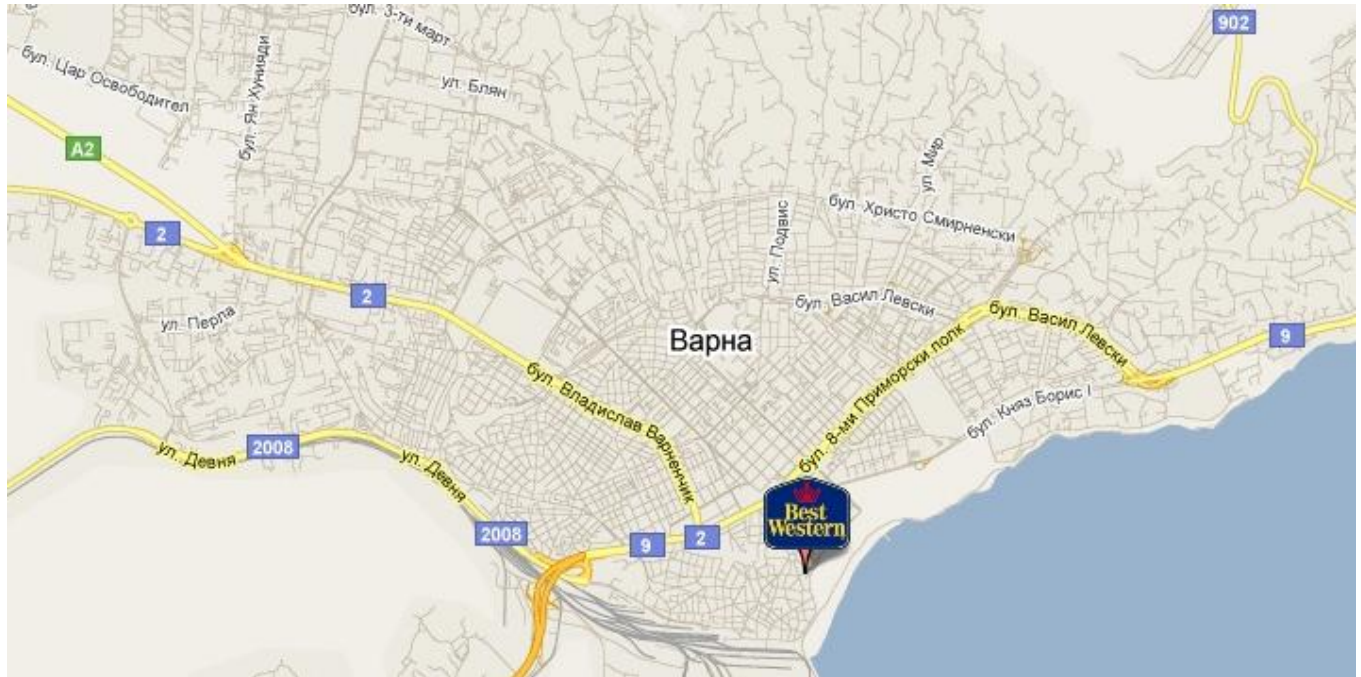 бул. 3-ти март
902
бул. Цар Освободител
бул. Ян Хунияди
ул. Блян
A2
ул. Мир
2
ул. Подвис
бул. Христо Смирненски
2
ул. Перла
бул. Васил Левски
бул. Васил Левски
9
Варна
бул. Владислав Варненчик
бул. 8-ми Приморски полк
бул. Княз Борис I
ул. Девня
2008
ул. Девня
Best
Western
2008
9
2